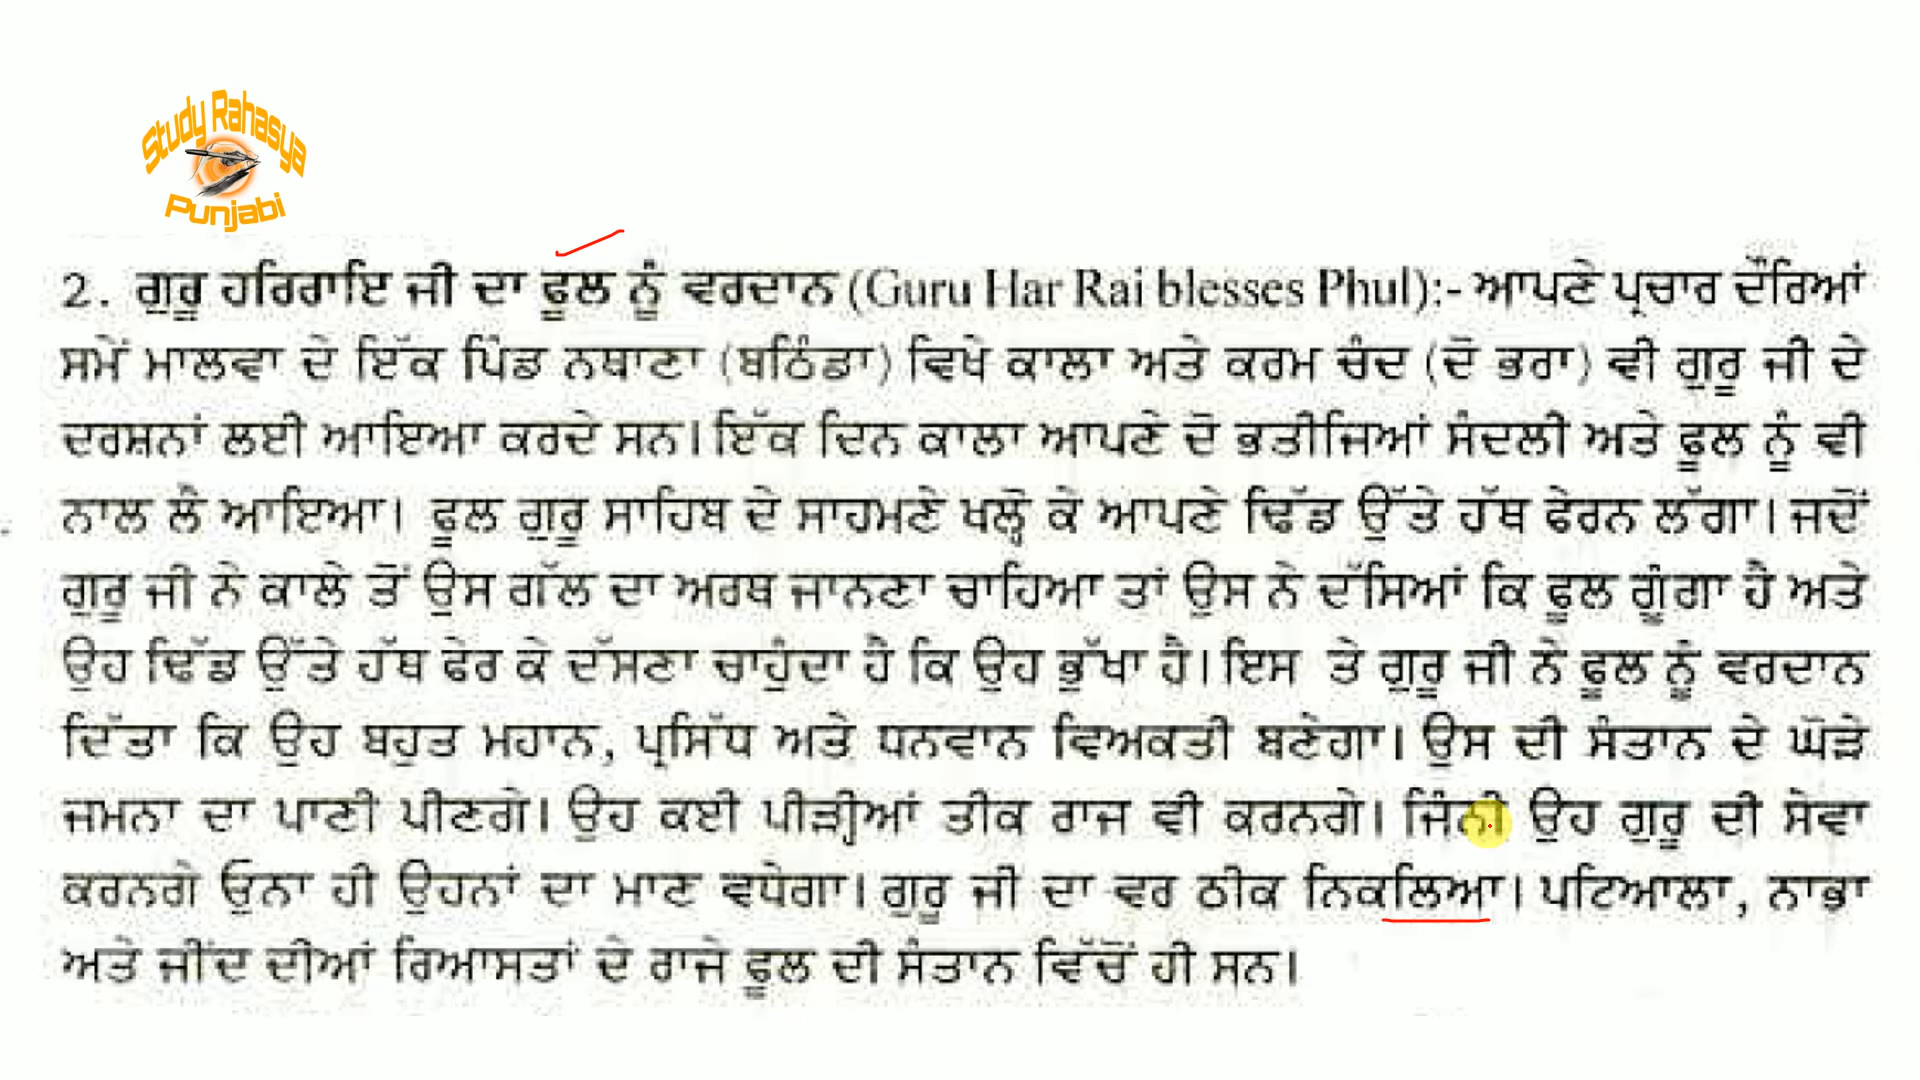 Study Rahasya
Punjabi
2. ਗੁਰੂ ਹਰਿਰਾਇ ਜੀ ਦਾ ਫੂਲ ਨੂੰ ਵਰਦਾਨ (Guru Har Rai blesses Phul):- ਆਪਣੇ ਪ੍ਰਚਾਰ ਦੌਰਿਆਂ
ਸਮੇਂ ਮਾਲਵਾ ਦੇ ਇੱਕ ਪਿੰਡ ਨਥਾਣਾ (ਬਠਿੰਡਾ) ਵਿਖੇ ਕਾਲਾ ਅਤੇ ਕਰਮ ਚੰਦ (ਦੋ ਭਰਾ) ਵੀ ਗੁਰੂ ਜੀ ਦੇ
ਦਰਸ਼ਨਾਂ ਲਈ ਆਇਆ ਕਰਦੇ ਸਨ। ਇੱਕ ਦਿਨ ਕਾਲਾ ਆਪਣੇ ਦੋ ਭਤੀਜਿਆਂ ਸੰਦਲੀ ਅਤੇ ਫੂਲ ਨੂੰ ਵੀ
ਨਾਲ ਲੈ ਆਇਆ। ਫੂਲ ਗੁਰੂ ਸਾਹਿਬ ਦੇ ਸਾਹਮਣੇ ਖਲ੍ਹੋ ਕੇ ਆਪਣੇ ਢਿੱਡ ਉੱਤੇ ਹੱਥ ਫੇਰਨ ਲੱਗਾ। ਜਦੋਂ
ਗੁਰੂ ਜੀ ਨੇ ਕਾਲੇ ਤੋਂ ਉਸ ਗੱਲ ਦਾ ਅਰਥ ਜਾਨਣਾ ਚਾਹਿਆ ਤਾਂ ਉਸ ਨੇ ਦੱਸਿਆਂ ਕਿ ਫੂਲ ਗੂੰਗਾ ਹੈ ਅਤੇ
ਉਹ ਢਿੱਡ ਉੱਤੇ ਹੱਥ ਫੇਰ ਕੇ ਦੱਸਣਾ ਚਾਹੁੰਦਾ ਹੈ ਕਿ ਉਹ ਭੁੱਖਾ ਹੈ। ਇਸ ਤੇ ਗੁਰੂ ਜੀ ਨੇ ਫੂਲ ਨੂੰ ਵਰਦਾਨ
ਦਿੱਤਾ ਕਿ ਉਹ ਬਹੁਤ ਮਹਾਨ, ਪ੍ਰਸਿੱਧ ਅਤੇ ਧਨਵਾਨ ਵਿਅਕਤੀ ਬਣੇਗਾ। ਉਸ ਦੀ ਸੰਤਾਨ ਦੇ ਘੋੜੇ
ਜਮਨਾ ਦਾ ਪਾਣੀ ਪੀਣਗੇ। ਉਹ ਕਈ ਪੀੜ੍ਹੀਆਂ ਤੀਕ ਰਾਜ ਵੀ ਕਰਨਗੇ। ਜਿੰਨੀ ਉਹ ਗੁਰੂ ਦੀ ਸੇਵਾ
ਕਰਨਗੇ ਓਨਾ ਹੀ ਉਹਨਾਂ ਦਾ ਮਾਣ ਵਧੇਗਾ। ਗੁਰੂ ਜੀ ਦਾ ਵਰ ਠੀਕ ਨਿਕਲਿਆ। ਪਟਿਆਲਾ, ਨਾਭਾ
ਅਤੇ ਜੀਂਦ ਦੀਆਂ ਰਿਆਸਤਾਂ ਦੇ ਰਾਜੇ ਫੂਲ ਦੀ ਸੰਤਾਨ ਵਿੱਚੋਂ ਹੀ ਸਨ।